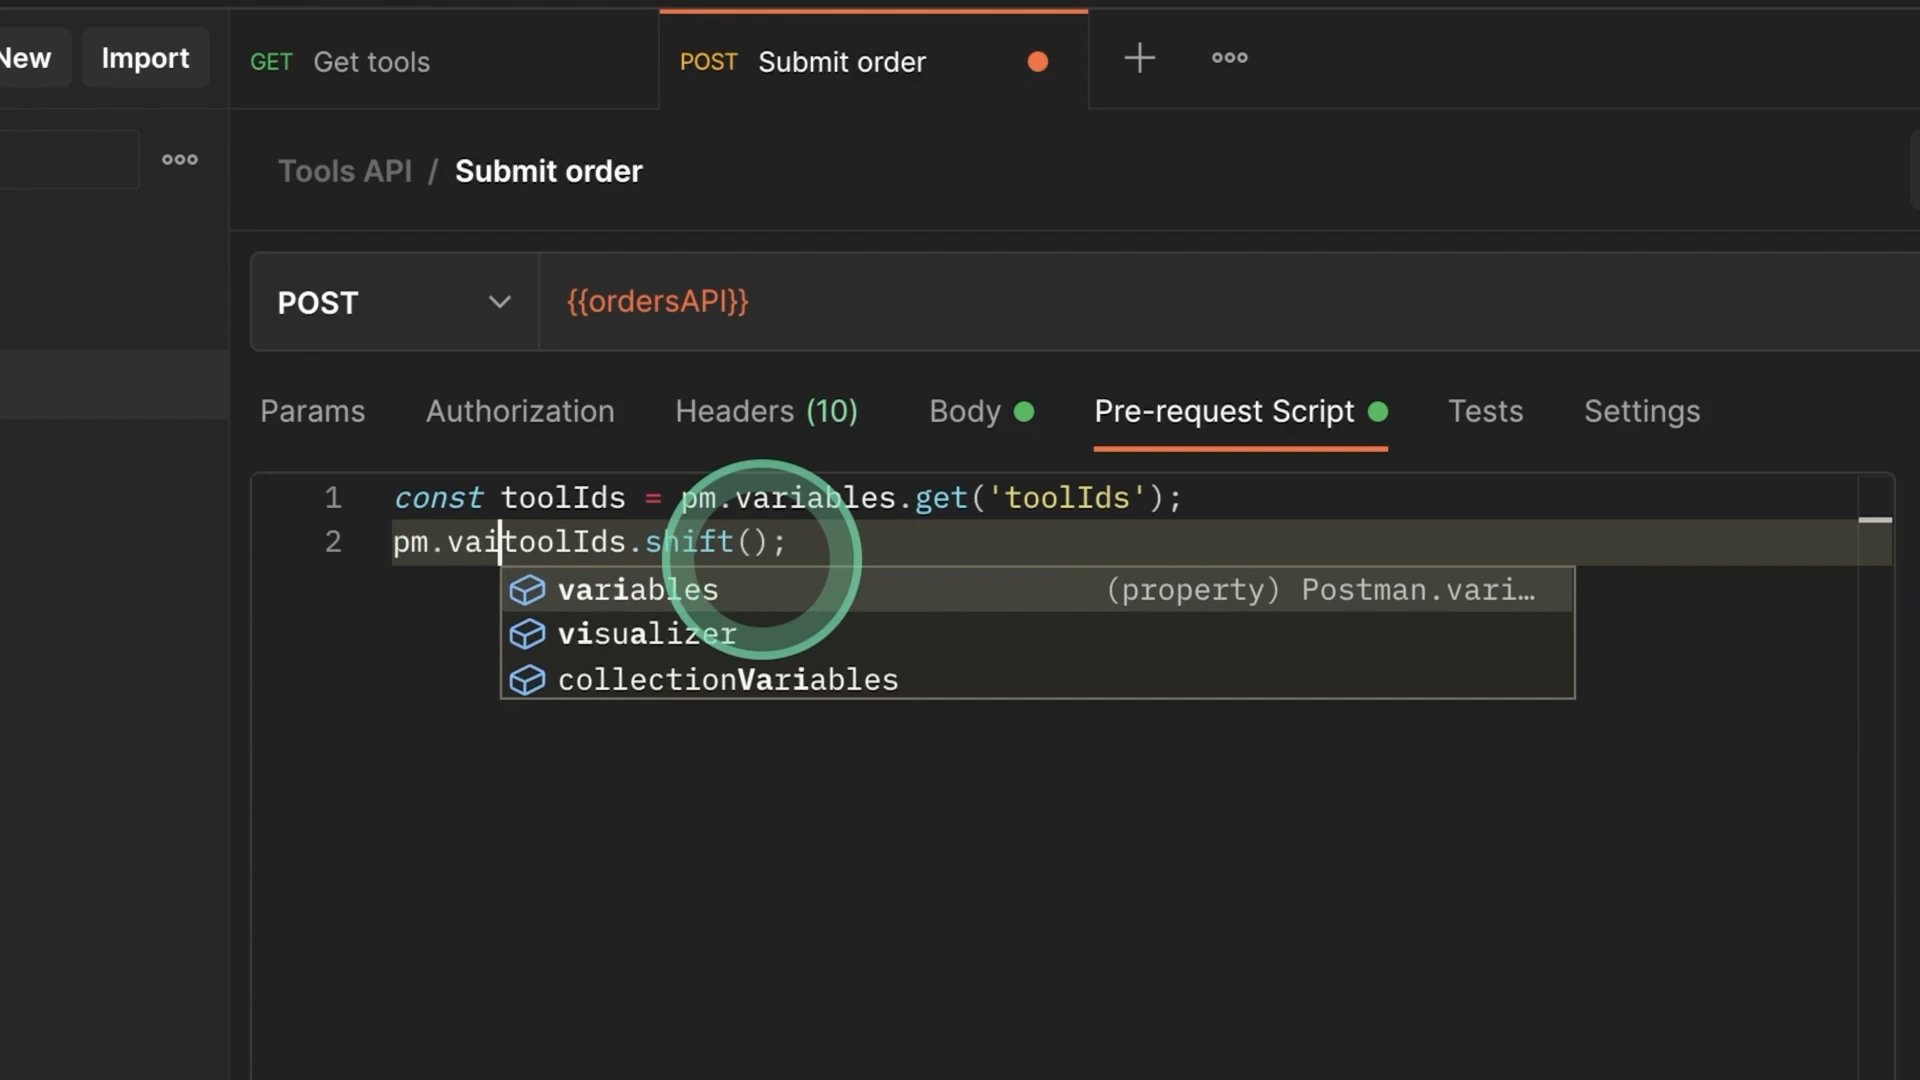 New Import GET Get tools POST Submit order + ooo
ooo Tools API / Submit order
POST {{ordersAPI}}
Params Authorization Headers (10) Body Pre-request Script Tests Settings
1 const toolIds = pm.variables.get('toolIds');
2 pm.vaitoolIds.shift();
variables (property) Postman.vari…
visualizer
collectionVariables